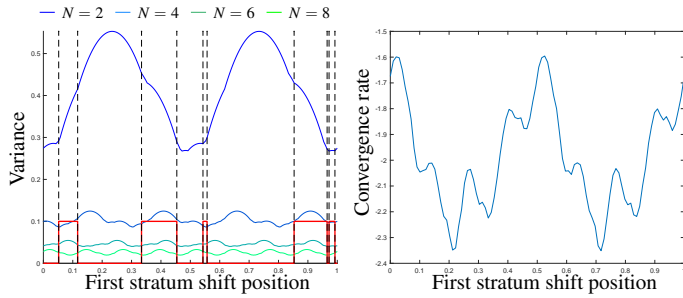 N = 2 N = 4 N = 6 N = 8
Variance
0.5
0.4
0.3
0.2
0.1
0
0 0.1 0.2 0.3 0.4 0.5 0.6 0.7 0.8 0.9 1
First stratum shift position
Convergence rate
-1.5
-1.6
-1.7
-1.8
-1.9
-2
-2.1
-2.2
-2.3
-2.4
0 0.1 0.2 0.3 0.4 0.5 0.6 0.7 0.8 0.9 1
First stratum shift position